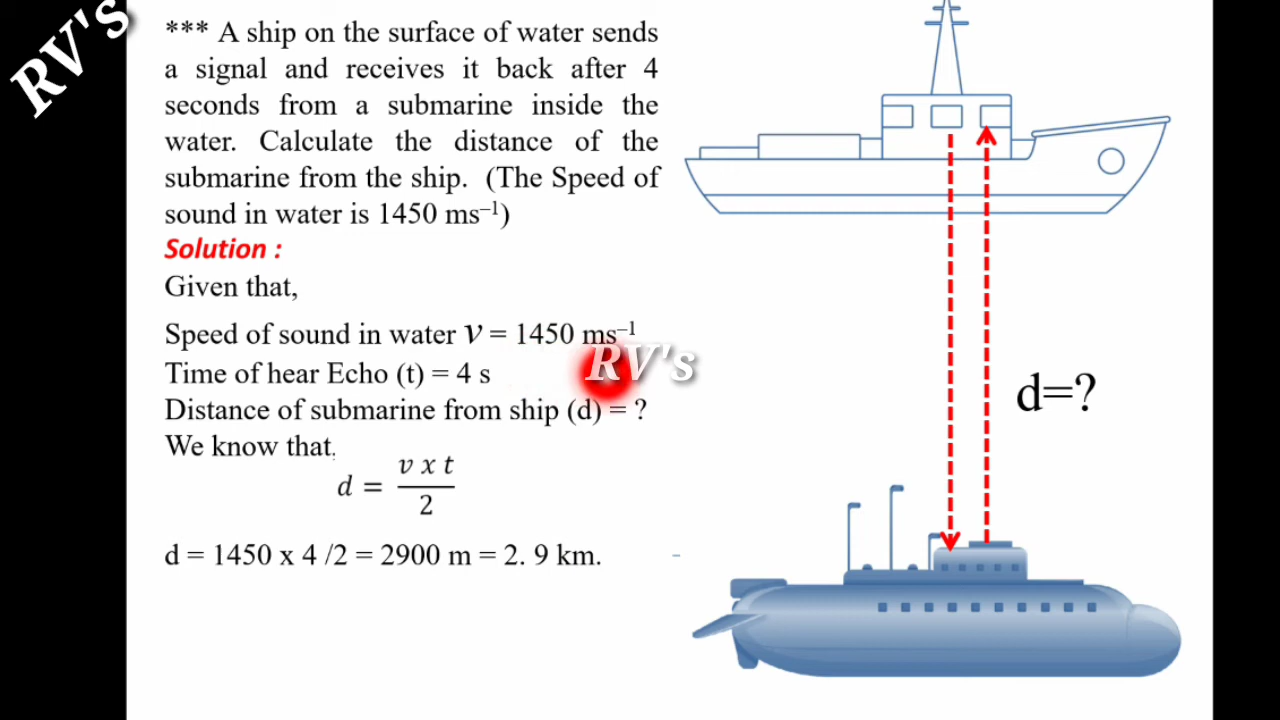 RV's
*** A ship on the surface of water sends
a signal and receives it back after 4
seconds from a submarine inside the
water. Calculate the distance of the
submarine from the ship. (The Speed of
sound in water is 1450 ms⁻¹)
Solution :
Given that,
Speed of sound in water v = 1450 ms⁻¹
RV's
Time of hear Echo (t) = 4 s
Distance of submarine from ship (d) = ?
We know that,
d = v x t / 2
d = 1450 x 4 /2 = 2900 m = 2. 9 km.
d=?